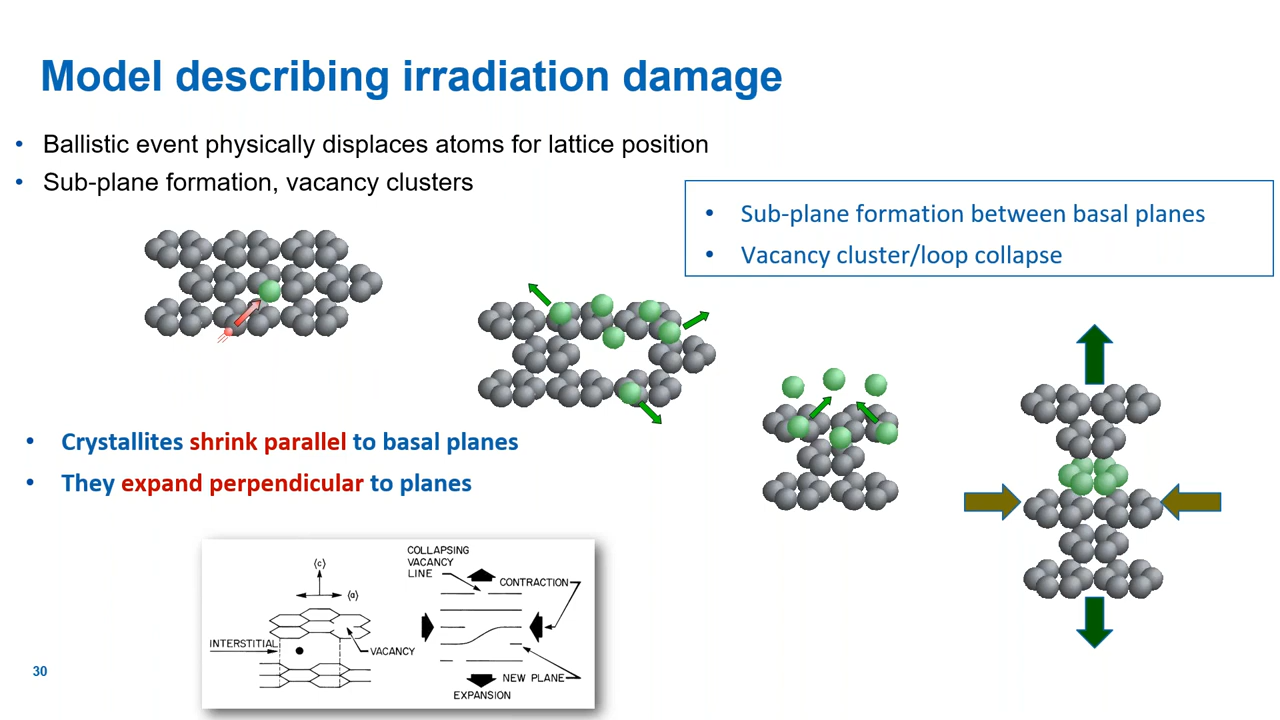 Model describing irradiation damage
• Ballistic event physically displaces atoms for lattice position
• Sub-plane formation, vacancy clusters
• Sub-plane formation between basal planes
• Vacancy cluster/loop collapse
• Crystallites shrink parallel to basal planes
• They expand perpendicular to planes
⟨c⟩
⟨a⟩
INTERSTITIAL
VACANCY
COLLAPSING
VACANCY
LINE
CONTRACTION
NEW PLANE
EXPANSION
30